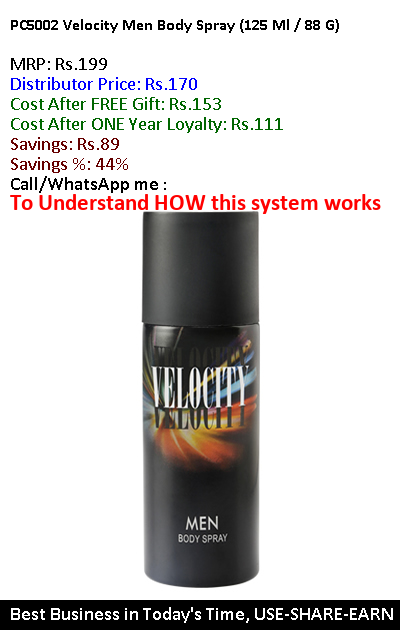 PC5002 Velocity Men Body Spray (125 Ml / 88 G)
MRP: Rs.199
Distributor Price: Rs.170
Cost After FREE Gift: Rs.153
Cost After ONE Year Loyalty: Rs.111
Savings: Rs.89
Savings %: 44%
Call/WhatsApp me :
To Understand HOW this system works
VELOCITY
VELOCITY
VELOCITY
MEN
BODY SPRAY
Best Business in Today's Time, USE-SHARE-EARN